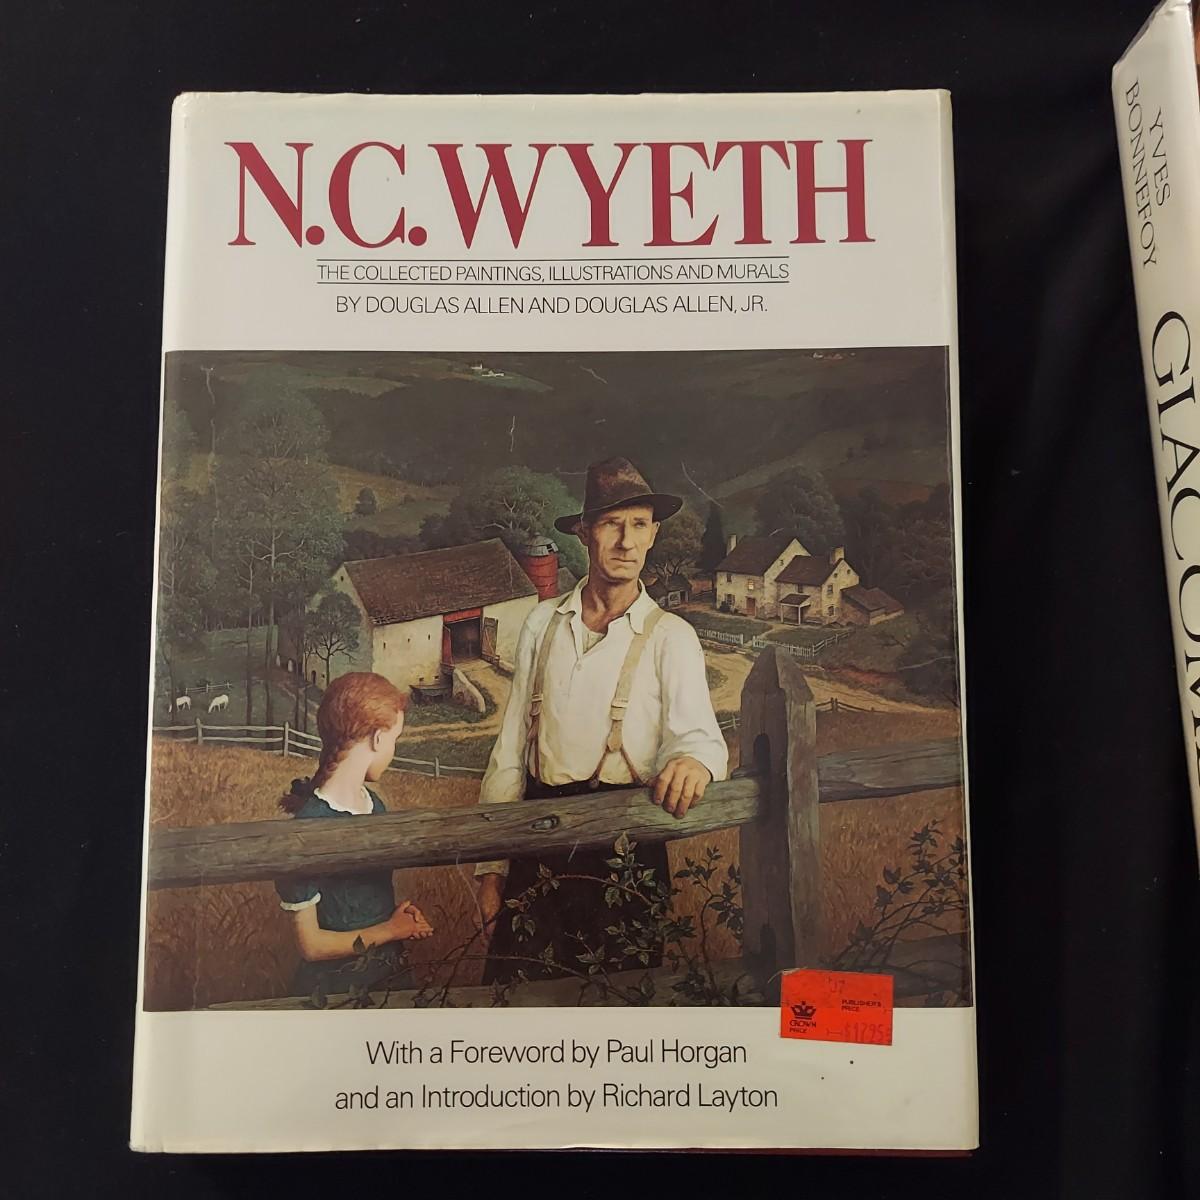 N.C. WYETH
THE COLLECTED PAINTINGS, ILLUSTRATIONS AND MURALS
BY DOUGLAS ALLEN AND DOUGLAS ALLEN, JR.
With a Foreword by Paul Horgan
and an Introduction by Richard Layton
PUBLISHER'S
PRICE
CROWN
PRICE
YVES
BONNEFOY